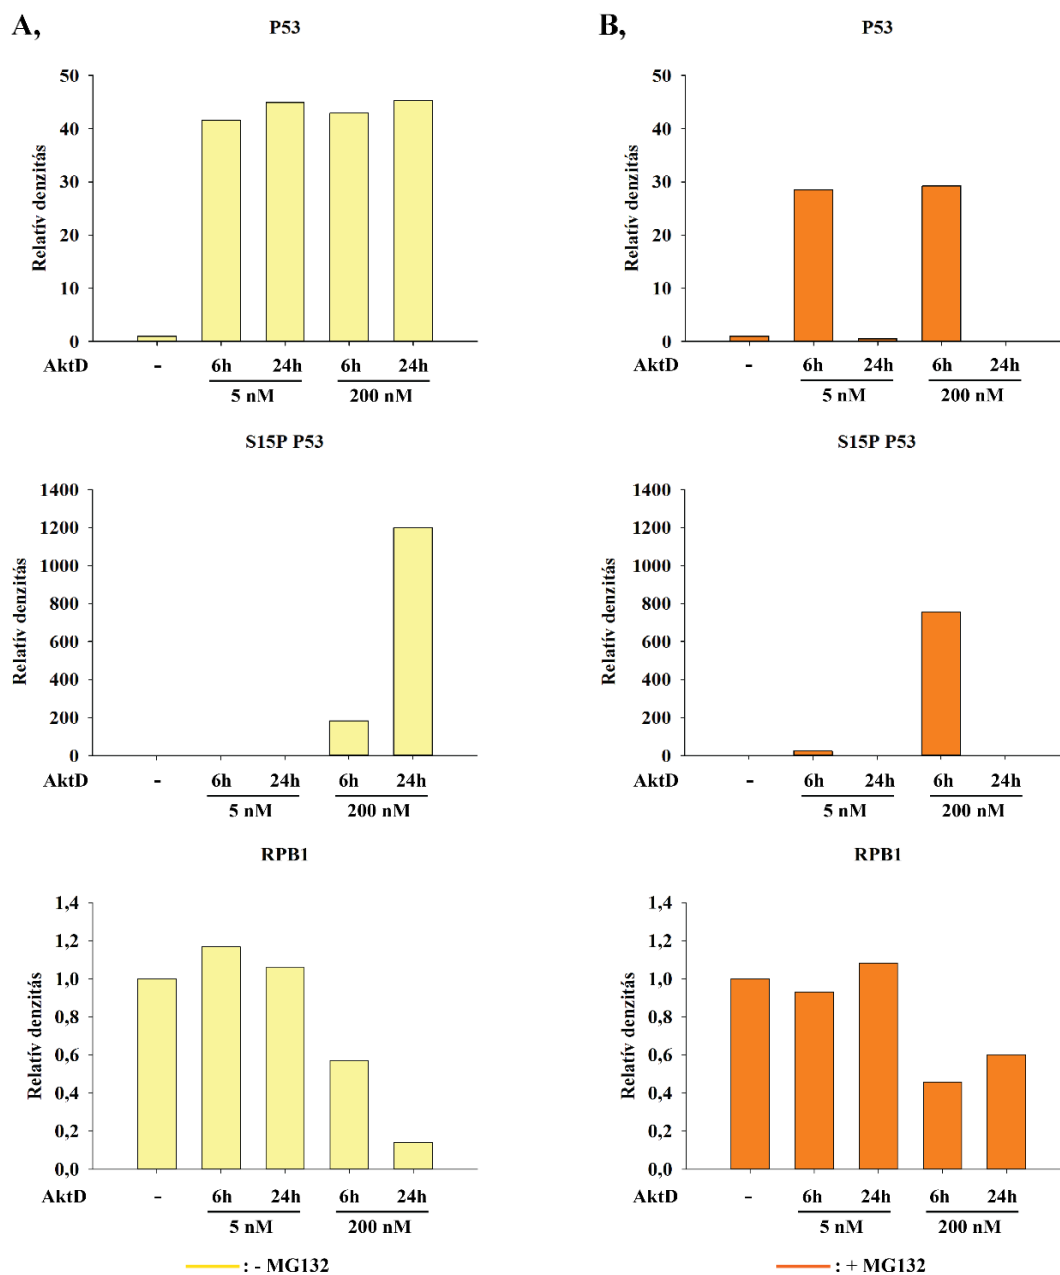 A,
P53
Relatív denzitás
50
40
30
20
10
0
AktD - 6h 24h 6h 24h
5 nM 200 nM
S15P P53
Relatív denzitás
1400
1200
1000
800
600
400
200
0
AktD - 6h 24h 6h 24h
5 nM 200 nM
RPB1
Relatív denzitás
1,4
1,2
1,0
0,8
0,6
0,4
0,2
0,0
AktD - 6h 24h 6h 24h
5 nM 200 nM
: - MG132
B,
P53
Relatív denzitás
50
40
30
20
10
0
AktD - 6h 24h 6h 24h
5 nM 200 nM
S15P P53
Relatív denzitás
1400
1200
1000
800
600
400
200
0
AktD - 6h 24h 6h 24h
5 nM 200 nM
RPB1
Relatív denzitás
1,4
1,2
1,0
0,8
0,6
0,4
0,2
0,0
AktD - 6h 24h 6h 24h
5 nM 200 nM
: + MG132